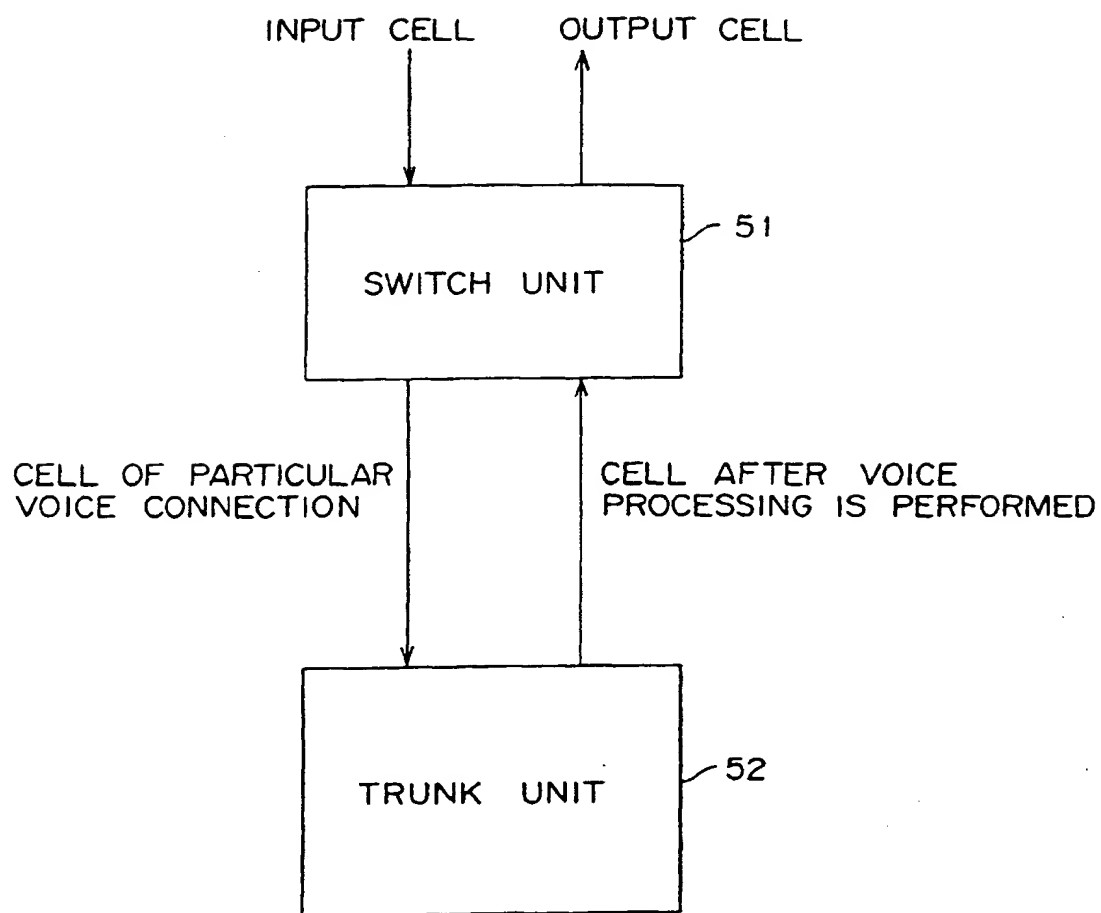 INPUT CELL
OUTPUT CELL
51
SWITCH UNIT
CELL OF PARTICULAR
VOICE CONNECTION
CELL AFTER VOICE
PROCESSING IS PERFORMED
52
TRUNK UNIT